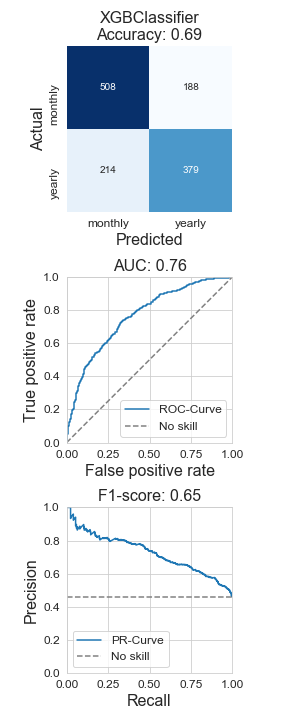 XGBClassifier
Accuracy: 0.69
Actual
monthly
yearly
508
188
214
379
monthly
yearly
Predicted
AUC: 0.76
True positive rate
1.0
0.8
0.6
0.4
0.2
0.0
ROC-Curve
No skill
0.00
0.25
0.50
0.75
1.00
False positive rate
F1-score: 0.65
Precision
1.0
0.8
0.6
0.4
0.2
0.0
PR-Curve
No skill
0.00
0.25
0.50
0.75
1.00
Recall